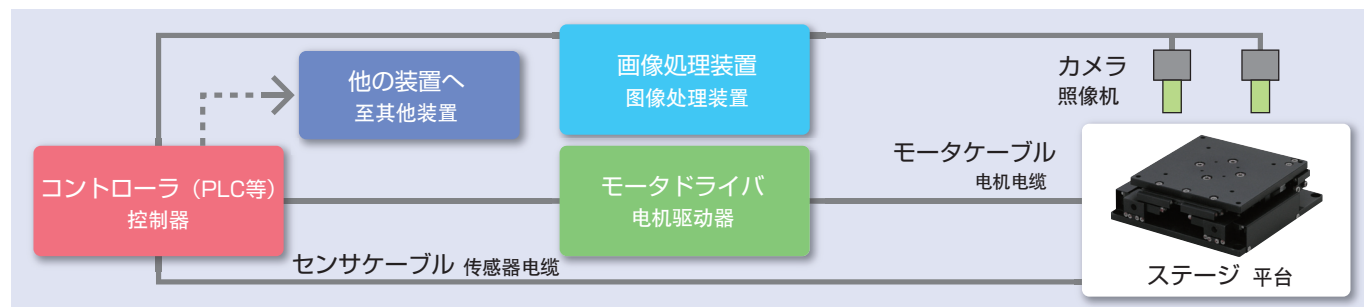 他の装置へ
至其他装置
画像処理装置
图像处理装置
カメラ
照像机
コントローラ（PLC等）
控制器
モータドライバ
电机驱动器
モータケーブル
电机电缆
センサケーブル 传感器电缆
ステージ 平台